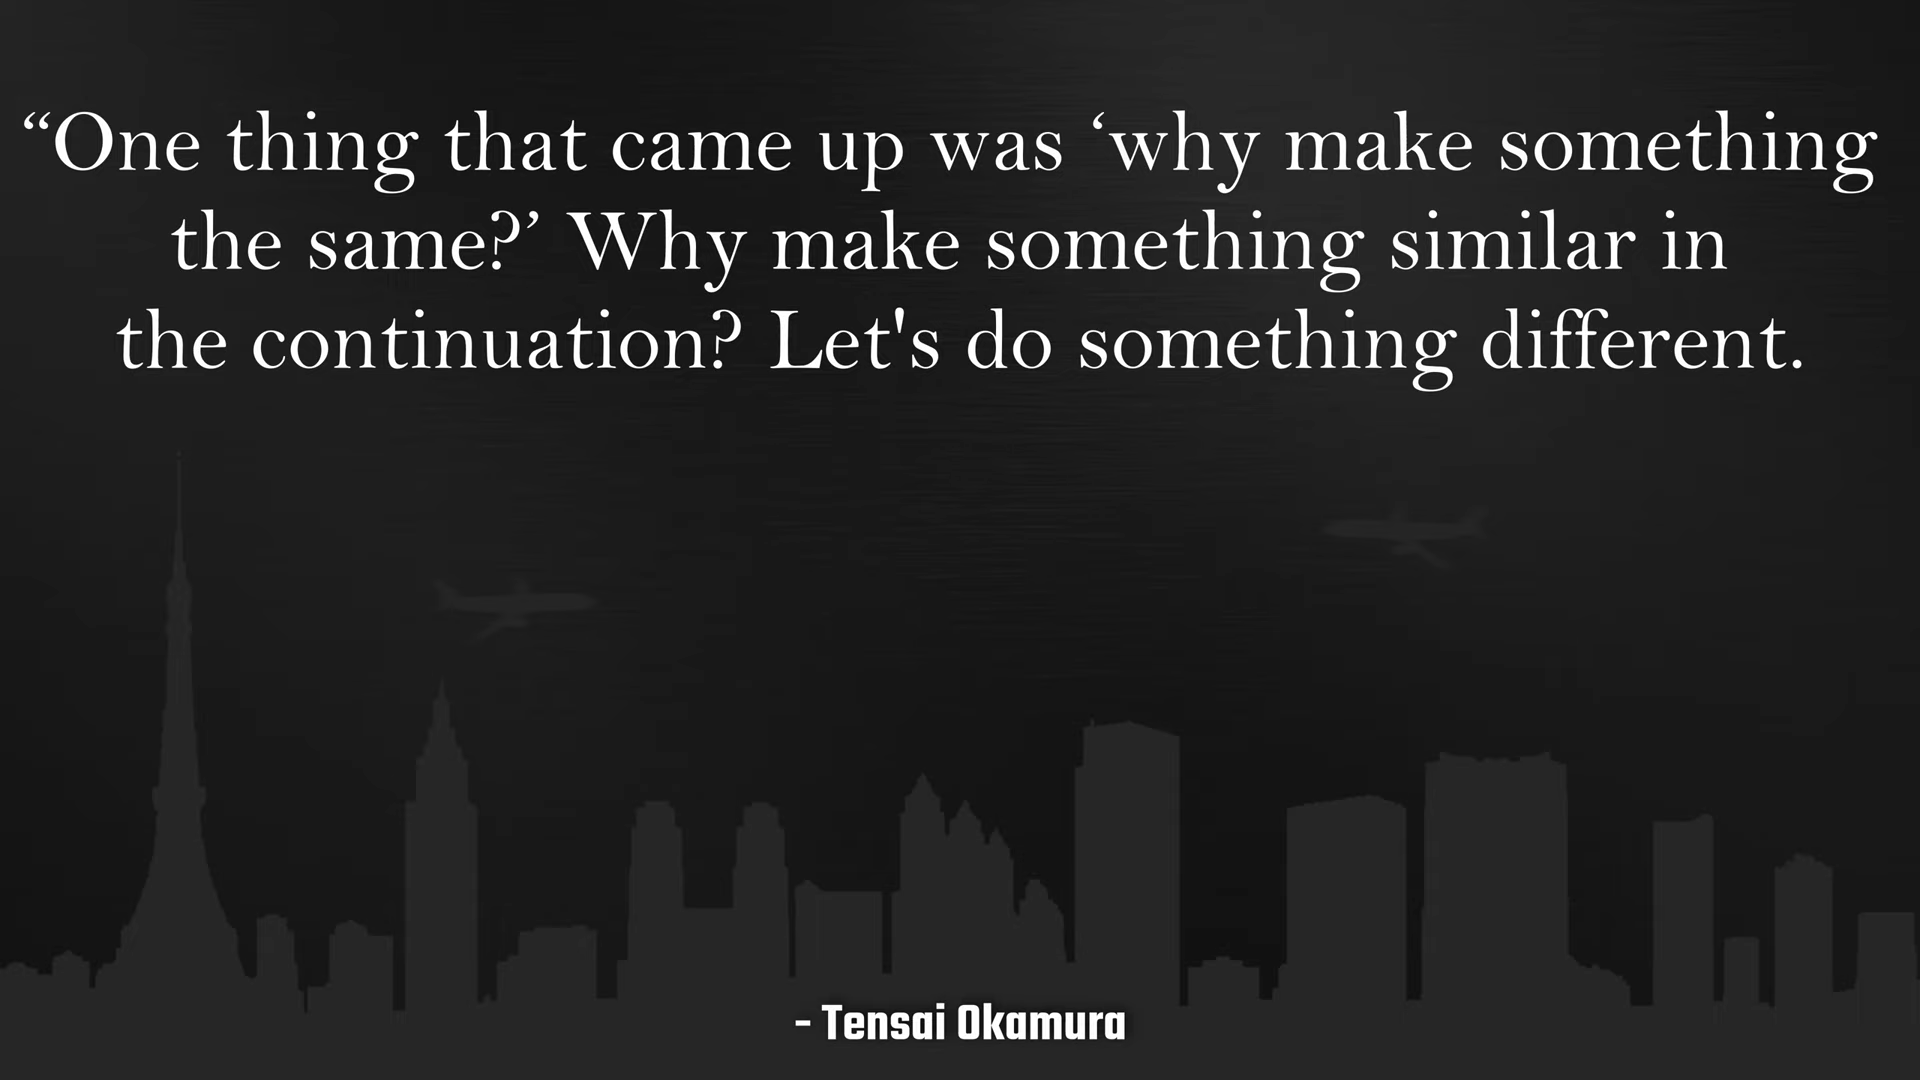 “One thing that came up was ‘why make something
the same?’ Why make something similar in
the continuation? Let's do something different.
- Tensai Okamura